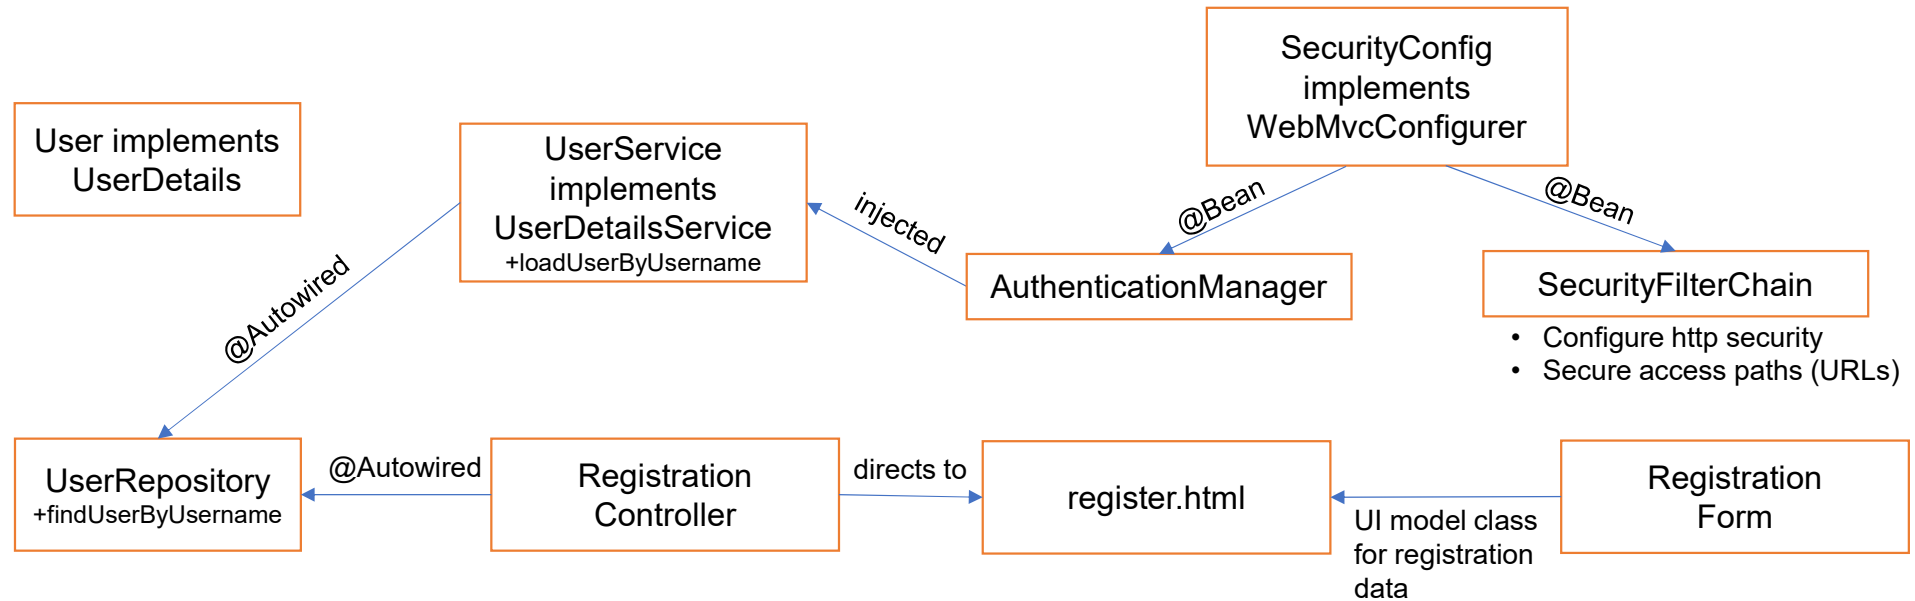 SecurityConfig
implements
WebMvcConfigurer
User implements
UserDetails
UserService
implements
UserDetailsService
+loadUserByUsername
injected
@Bean
@Bean
AuthenticationManager
SecurityFilterChain
• Configure http security
• Secure access paths (URLs)
@Autowired
UserRepository
+findUserByUsername
@Autowired
Registration
Controller
directs to
register.html
UI model class
for registration
data
Registration
Form